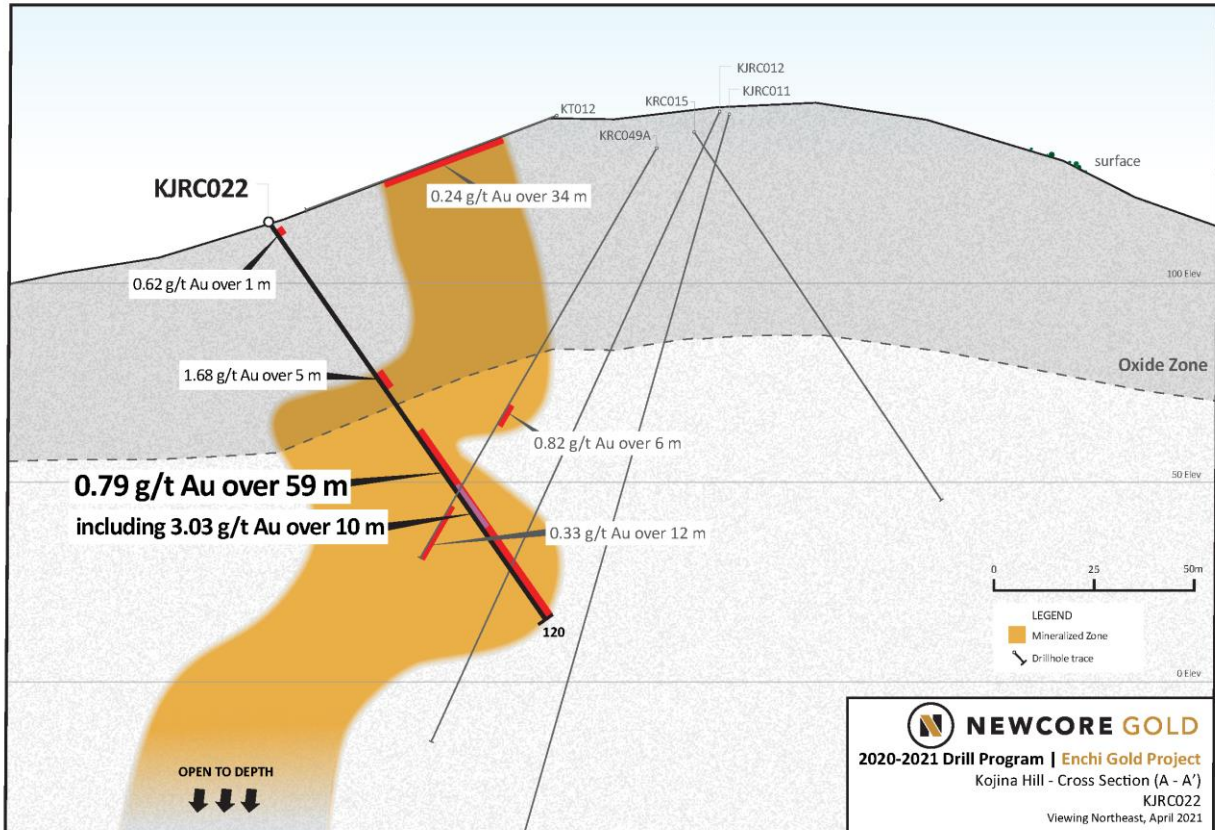 KJRC012
KJRC011
KRC015
KT012
KRC049A
surface
KJRC022
0.24 g/t Au over 34 m
0.62 g/t Au over 1 m
100 Elev
Oxide Zone
1.68 g/t Au over 5 m
0.82 g/t Au over 6 m
0.79 g/t Au over 59 m
50 Elev
including 3.03 g/t Au over 10 m
0.33 g/t Au over 12 m
0 25 50m
LEGEND
Mineralized Zone
Drillhole trace
120
0 Elev
OPEN TO DEPTH
NEWCORE GOLD
2020-2021 Drill Program | Enchi Gold Project
Kojina Hill - Cross Section (A - A')
KJRC022
Viewing Northeast, April 2021